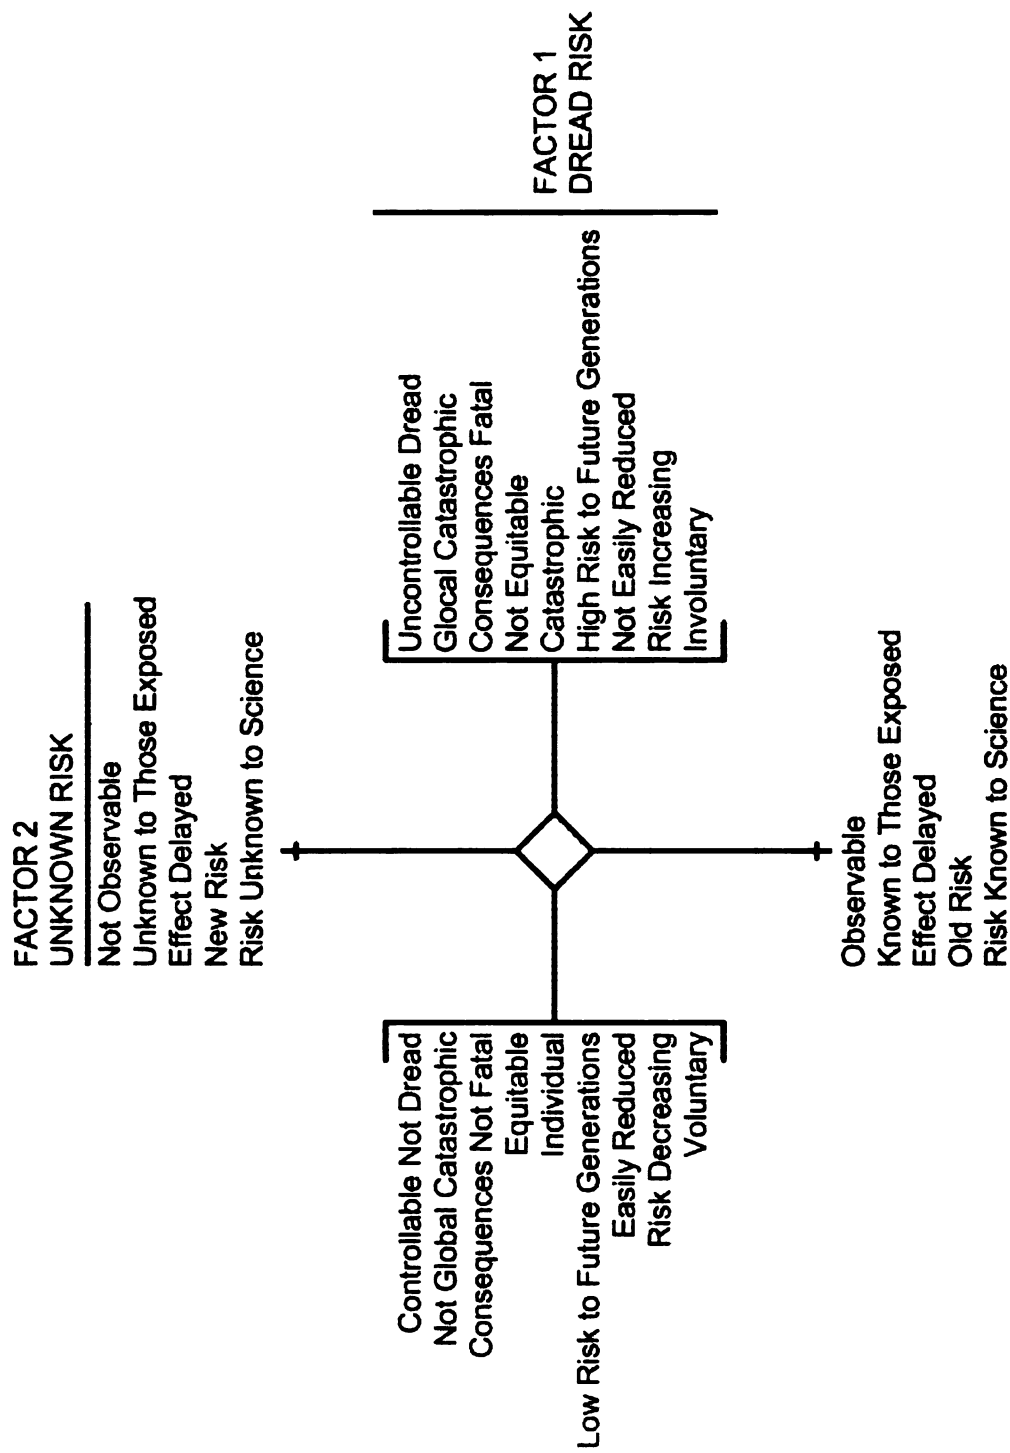 FACTOR 2
UNKNOWN RISK
Not Observable
Unknown to Those Exposed
Effect Delayed
New Risk
Risk Unknown to Science
Controllable Not Dread
Not Global Catastrophic
Consequences Not Fatal
Equitable
Individual
Low Risk to Future Generations
Easily Reduced
Risk Decreasing
Voluntary
Uncontrollable Dread
Glocal Catastrophic
Consequences Fatal
Not Equitable
Catastrophic
High Risk to Future Generations
Not Easily Reduced
Risk Increasing
Involuntary
FACTOR 1
DREAD RISK
Observable
Known to Those Exposed
Effect Delayed
Old Risk
Risk Known to Science